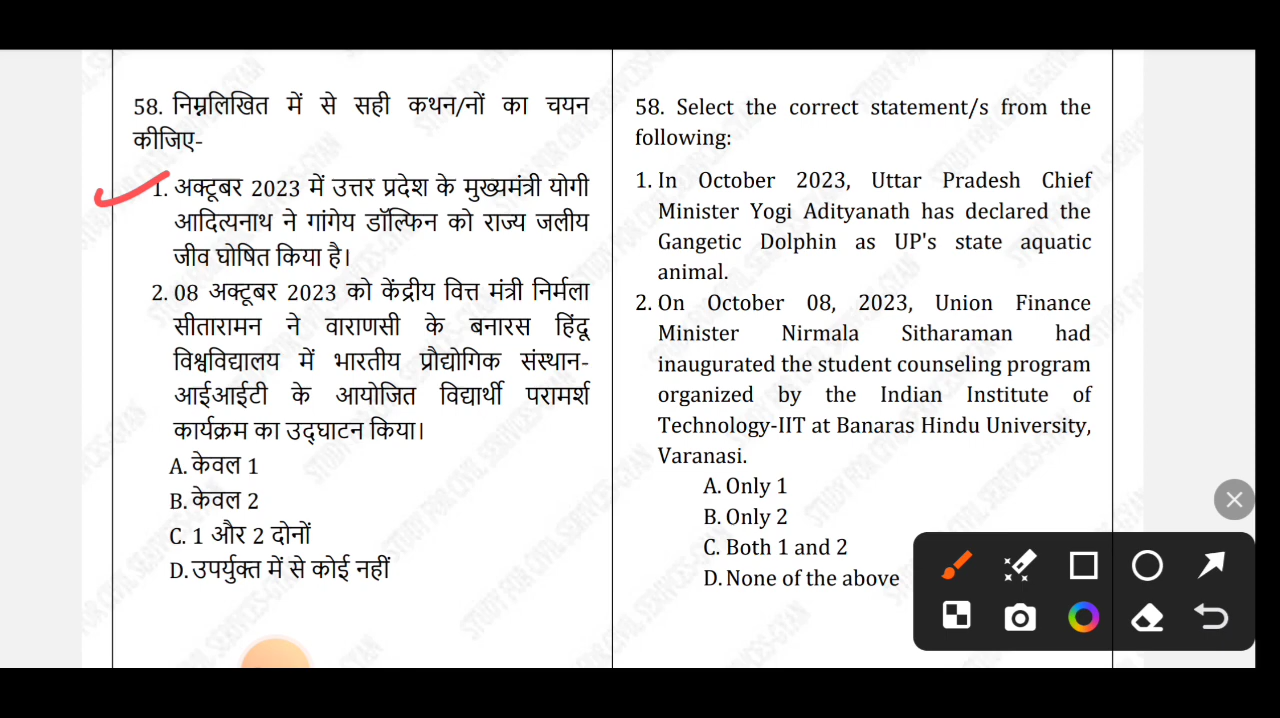 58. निम्नलिखित में से सही कथन/नों का चयन
कीजिए-
1. अक्टूबर 2023 में उत्तर प्रदेश के मुख्यमंत्री योगी
आदित्यनाथ ने गांगेय डॉल्फिन को राज्य जलीय
जीव घोषित किया है।
2. 08 अक्टूबर 2023 को केंद्रीय वित्त मंत्री निर्मला
सीतारामन ने वाराणसी के बनारस हिंदू
विश्वविद्यालय में भारतीय प्रौद्योगिक संस्थान-
आईआईटी के आयोजित विद्यार्थी परामर्श
कार्यक्रम का उद्घाटन किया।
A. केवल 1
B. केवल 2
C. 1 और 2 दोनों
D. उपर्युक्त में से कोई नहीं
58. Select the correct statement/s from the
following:
1. In October 2023, Uttar Pradesh Chief
Minister Yogi Adityanath has declared the
Gangetic Dolphin as UP's state aquatic
animal.
2. On October 08, 2023, Union Finance
Minister Nirmala Sitharaman had
inaugurated the student counseling program
organized by the Indian Institute of
Technology-IIT at Banaras Hindu University,
Varanasi.
A. Only 1
B. Only 2
C. Both 1 and 2
D. None of the above
STUDY FOR CIVIL SERVICES-GYAN